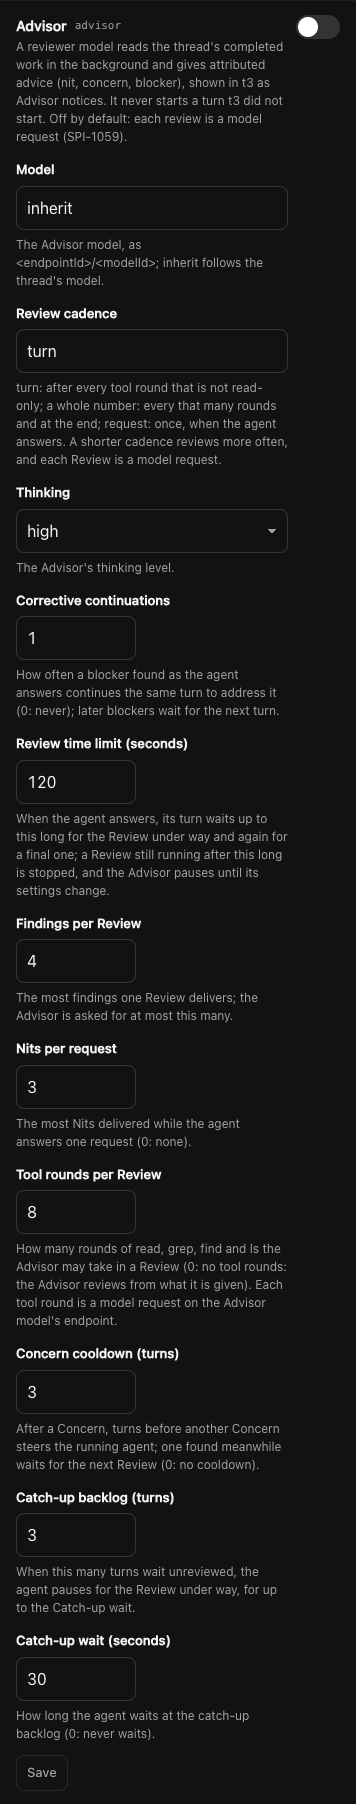 Advisor advisor
A reviewer model reads the thread's completed
work in the background and gives attributed
advice (nit, concern, blocker), shown in t3 as
Advisor notices. It never starts a turn t3 did not
start. Off by default: each review is a model
request (SPI-1059).
Model
inherit
The Advisor model, as
<endpointId>/<modelId>; inherit follows the
thread's model.
Review cadence
turn
turn: after every tool round that is not read-
only; a whole number: every that many rounds
and at the end; request: once, when the agent
answers. A shorter cadence reviews more often,
and each Review is a model request.
Thinking
high
The Advisor's thinking level.
Corrective continuations
1
How often a blocker found as the agent
answers continues the same turn to address it
(0: never); later blockers wait for the next turn.
Review time limit (seconds)
120
When the agent answers, its turn waits up to
this long for the Review under way and again for
a final one; a Review still running after this long
is stopped, and the Advisor pauses until its
settings change.
Findings per Review
4
The most findings one Review delivers; the
Advisor is asked for at most this many.
Nits per request
3
The most Nits delivered while the agent
answers one request (0: none).
Tool rounds per Review
8
How many rounds of read, grep, find and ls the
Advisor may take in a Review (0: no tool rounds:
the Advisor reviews from what it is given). Each
tool round is a model request on the Advisor
model's endpoint.
Concern cooldown (turns)
3
After a Concern, turns before another Concern
steers the running agent; one found meanwhile
waits for the next Review (0: no cooldown).
Catch-up backlog (turns)
3
When this many turns wait unreviewed, the
agent pauses for the Review under way, for up
to the Catch-up wait.
Catch-up wait (seconds)
30
How long the agent waits at the catch-up
backlog (0: never waits).
Save